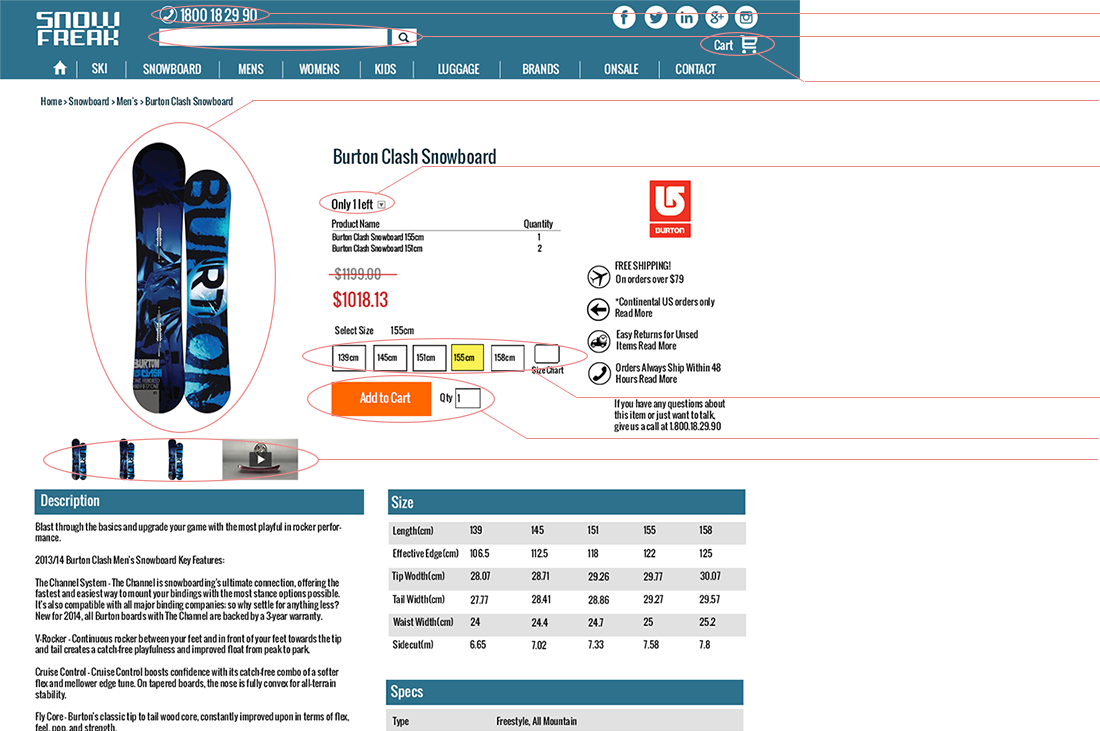 SNOW
FREAK
1800 18 29 90
Cart
SKI
SNOWBOARD
MENS
WOMENS
KIDS
LUGGAGE
BRANDS
ONSALE
CONTACT
Home > Snowboard > Men's > Burton Clash Snowboard
Burton Clash Snowboard
Only 1 left
Product Name Quantity
Burton Clash Snowboard 155cm 1
Burton Clash Snowboard 151cm 2
$1199.00
$1018.13
Select Size 155cm
139cm 145cm 151cm 155cm 158cm
Size Chart
Add to Cart Qty 1
BURTON
FREE SHIPPING!
On orders over $79
*Continental US orders only
Read More
Easy Returns for Unsed
Items Read More
Orders Always Ship Within 48
Hours Read More
If you have any questions about
this item or just want to talk,
give us a call at 1.800.18.29.90
BURTON
BURTON
Description
Blast through the basics and upgrade your game with the most playful in rocker perfor-
mance.
2013/14 Burton Clash Men's Snowboard Key Features:
The Channel System - The Channel is snowboarding's ultimate connection, offering the
fastest and easiest way to mount your bindings with the most stance options possible.
It's also compatible with all major binding companies: so why settle for anything less?
New for 2014, all Burton boards with The Channel are backed by a 3-year warranty.
V-Rocker - Continuous rocker between your feet and in front of your feet towards the tip
and tail creates a catch-free playfulness and improved float from peak to park.
Cruise Control - Cruise Control boosts confidence with its catch-free combo of a softer
flex and mellower edge tune. On tapered boards, the nose is fully convex for all-terrain
stability.
Fly Core - Burton's classic tip to tail wood core, constantly improved upon in terms of flex,
feel, pop, and strength.
Size
Length(cm) 139 145 151 155 158
Effective Edge(cm) 106.5 112.5 118 122 125
Tip Wodth(cm) 28.07 28.71 29.26 29.77 30.07
Tail Width(cm) 27.77 28.41 28.86 29.27 29.57
Waist Width(cm) 24 24.4 24.7 25 25.2
Sidecut(m) 6.65 7.02 7.33 7.58 7.8
Specs
Type Freestyle, All Mountain